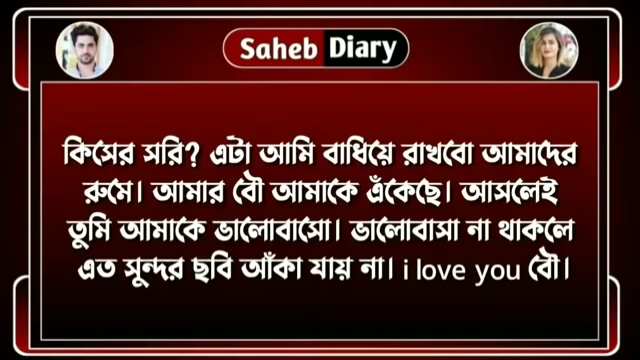 Saheb Diary
কিসের সরি? এটা আমি বাধিয়ে রাখবো আমাদের
রুমে। আমার বৌ আমাকে এঁকেছে। আসলেই
তুমি আমাকে ভালোবাসো। ভালোবাসা না থাকলে
এত সুন্দর ছবি আঁকা যায় না। i love you বৌ।